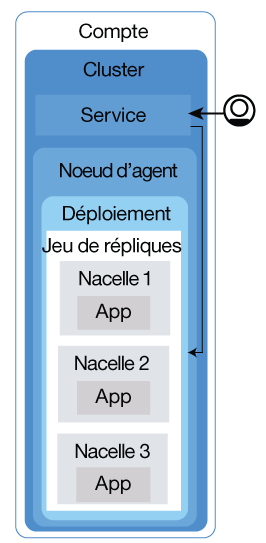 Compte
Cluster
Service
Noeud d'agent
Déploiement
Jeu de répliques
Nacelle 1
App
Nacelle 2
App
Nacelle 3
App